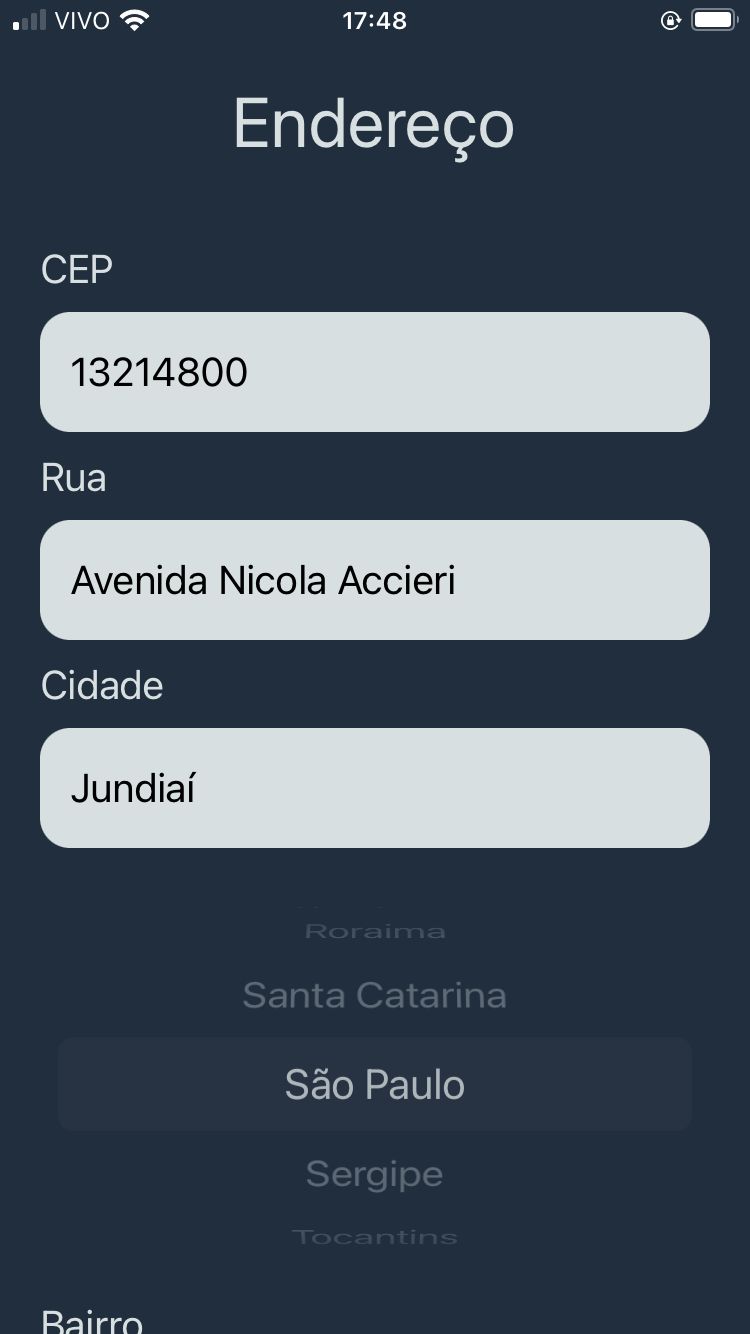 VIVO 17:48
Endereço
CEP
13214800
Rua
Avenida Nicola Accieri
Cidade
Jundiaí
Roraima
Santa Catarina
São Paulo
Sergipe
Tocantins
Bairro